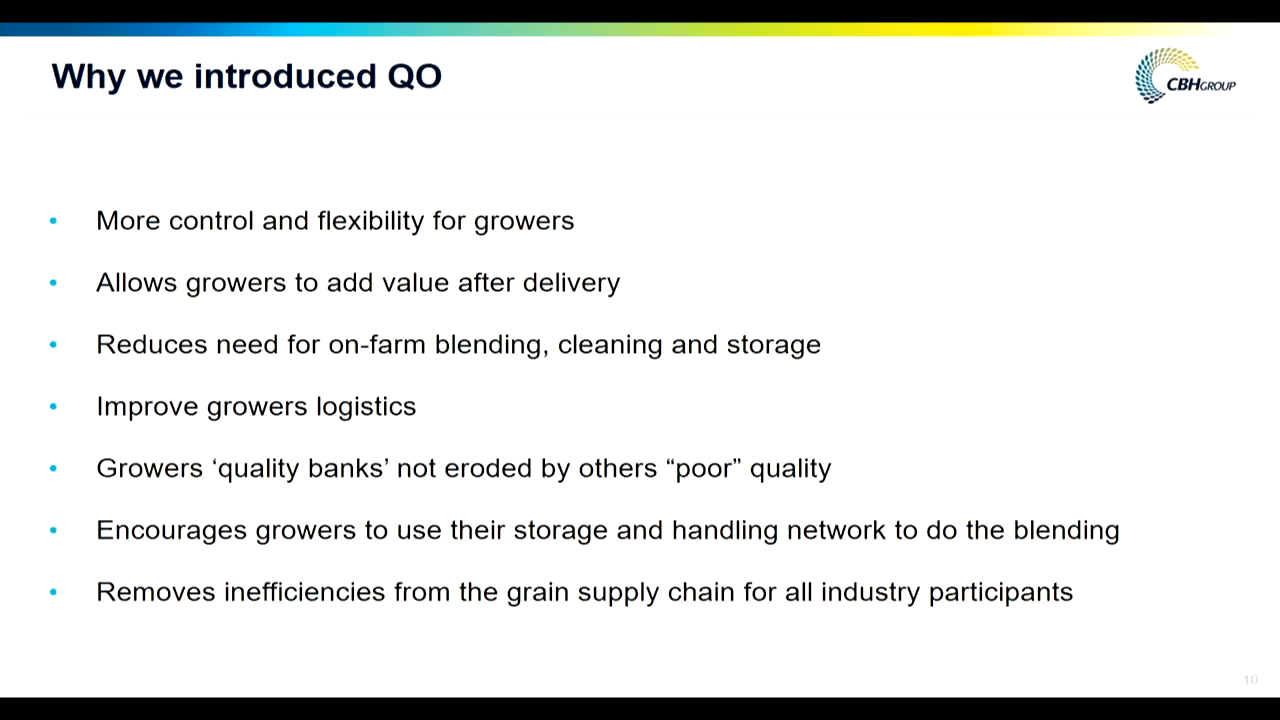 Why we introduced QO
CBHGROUP
• More control and flexibility for growers
• Allows growers to add value after delivery
• Reduces need for on-farm blending, cleaning and storage
• Improve growers logistics
• Growers ‘quality banks’ not eroded by others “poor” quality
• Encourages growers to use their storage and handling network to do the blending
• Removes inefficiencies from the grain supply chain for all industry participants
10